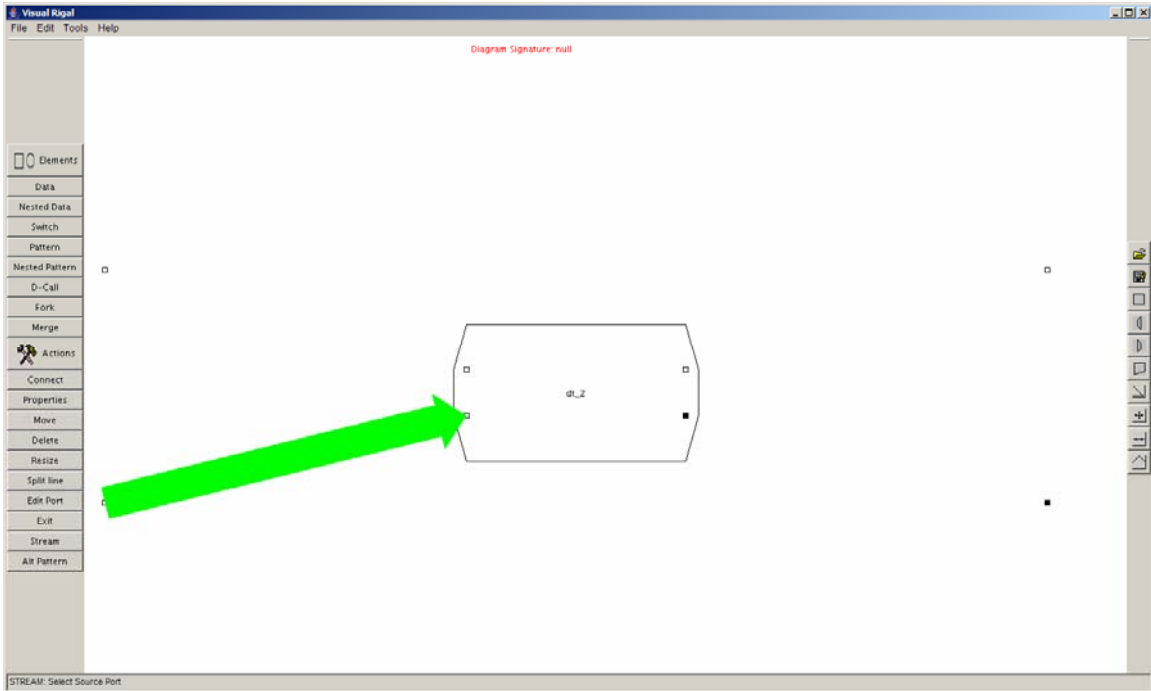 Visual Rigal
File Edit Tools Help
Diagram Signature: null
Elements
Data
Nested Data
Switch
Pattern
Nested Pattern
D-Call
Fork
Merge
Actions
Connect
Properties
Move
Delete
Resize
Split line
Edit Port
Exit
Stream
Alt Pattern
dt_2
STREAM: Select Source Port